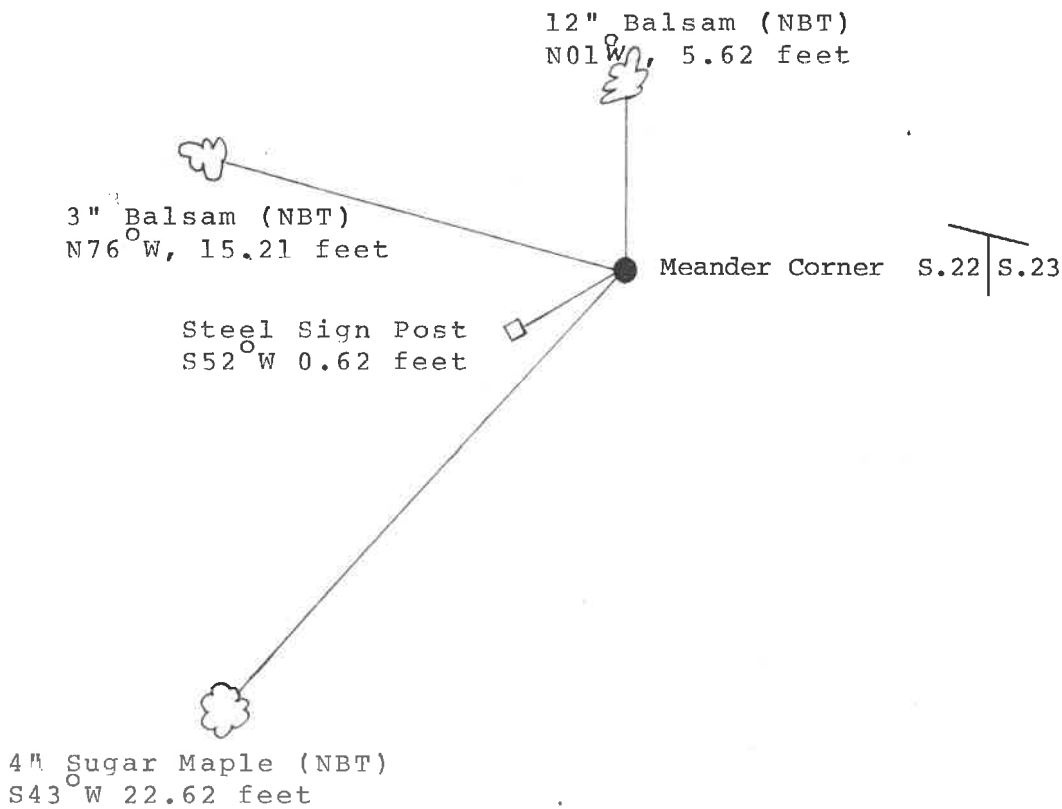 12" Balsam (NBT)
N01°W, 5.62 feet
3" Balsam (NBT)
N76°W, 15.21 feet
Meander Corner S.22 S.23
Steel Sign Post
S52°W 0.62 feet
4" Sugar Maple (NBT)
S43°W 22.62 feet